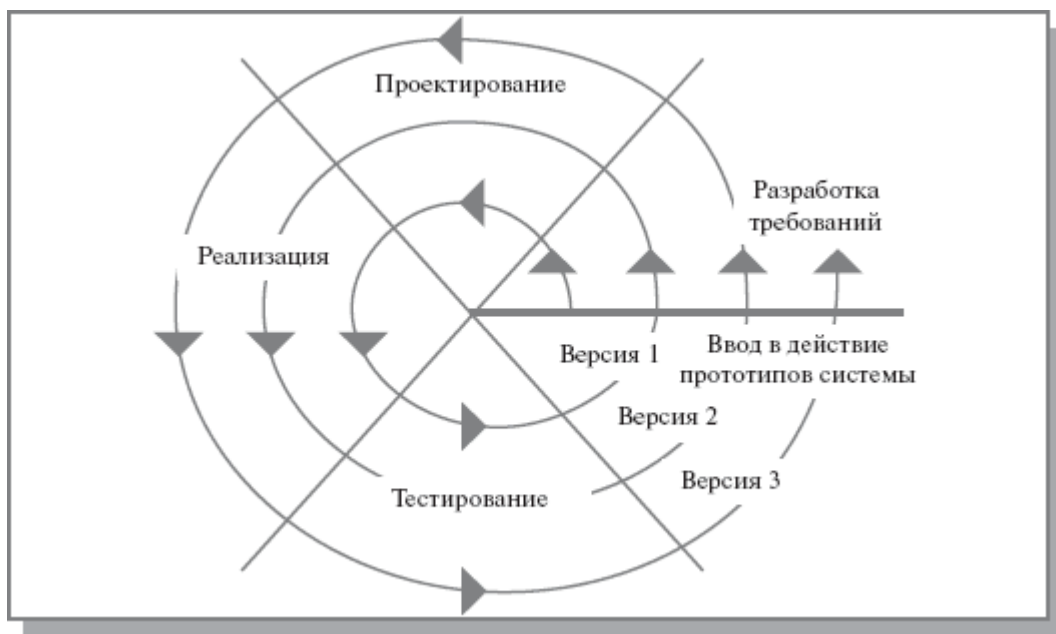 Проектирование
Разработка
требований
Реализация
Версия 1
Ввод в действие
прототипов системы
Версия 2
Версия 3
Тестирование